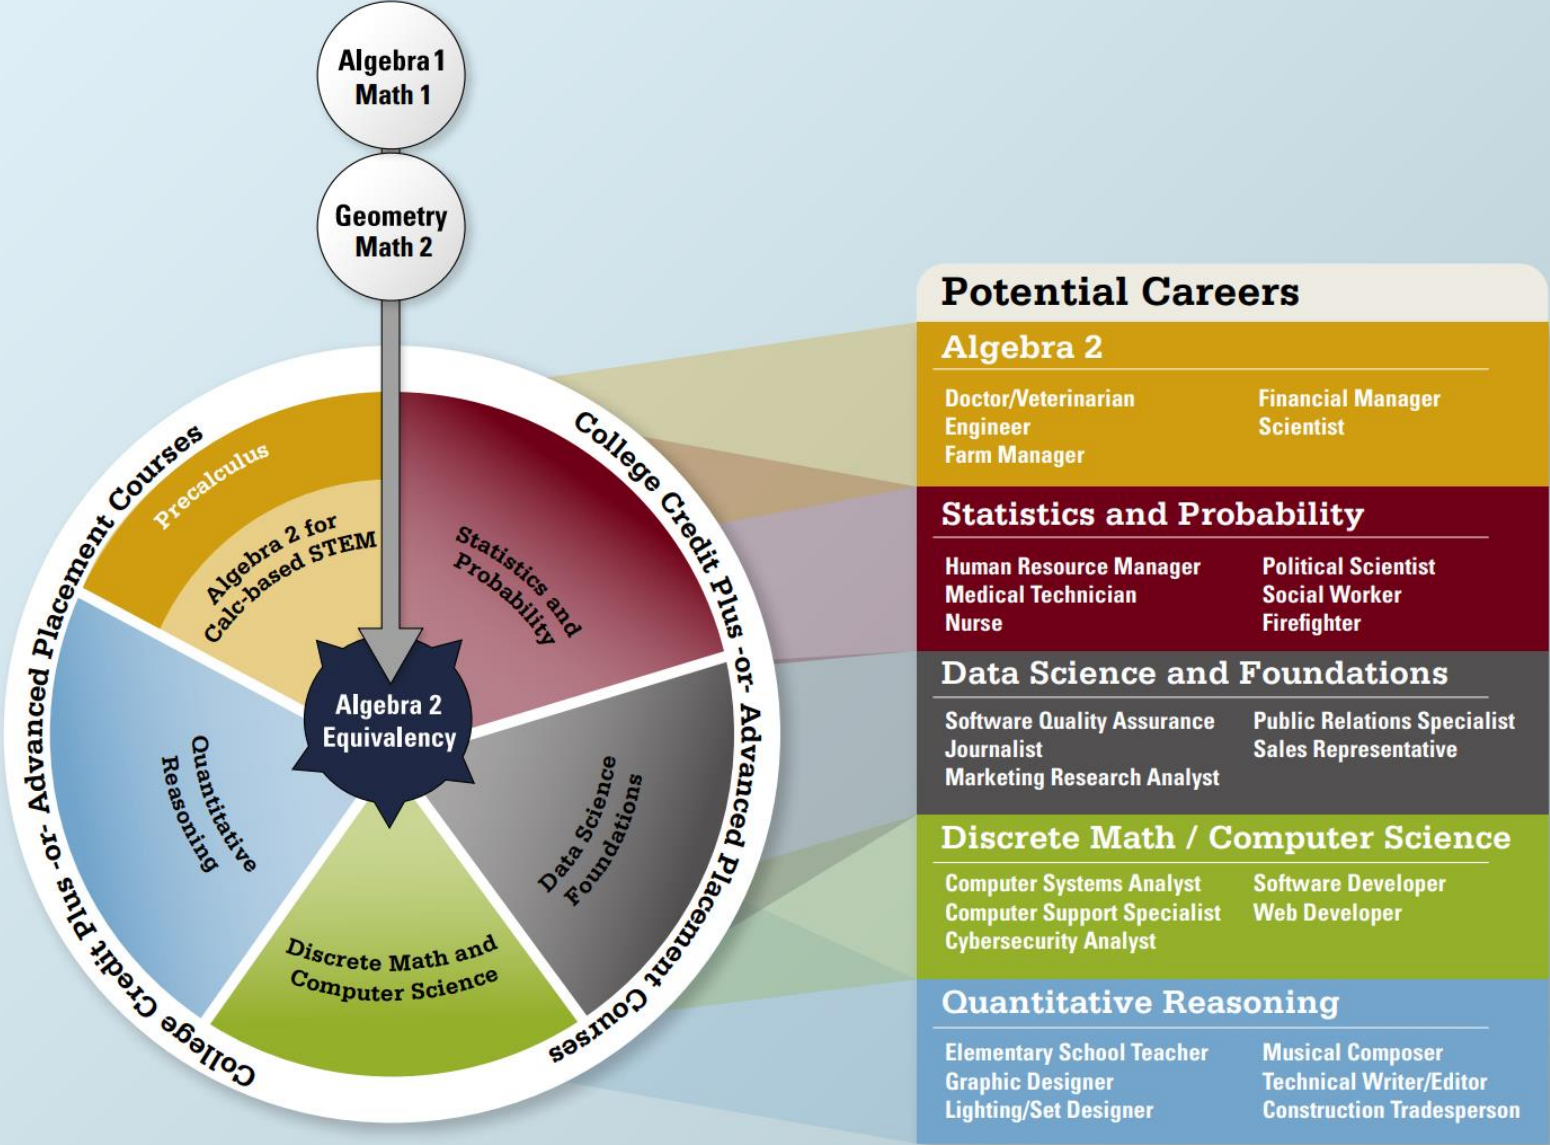 Algebra 1
Math 1
Geometry
Math 2
College Credit Plus -or- Advanced Placement Courses
College Credit Plus -or- Advanced Placement Courses
Precalculus
Algebra 2 for
Calc-based STEM
Statistics and
Probability
Algebra 2
Equivalency
Quantitative
Reasoning
Data Science
Foundations
Discrete Math and
Computer Science
Potential Careers
Algebra 2
Doctor/Veterinarian
Engineer
Farm Manager
Financial Manager
Scientist
Statistics and Probability
Human Resource Manager
Medical Technician
Nurse
Political Scientist
Social Worker
Firefighter
Data Science and Foundations
Software Quality Assurance
Journalist
Marketing Research Analyst
Public Relations Specialist
Sales Representative
Discrete Math / Computer Science
Computer Systems Analyst
Computer Support Specialist
Cybersecurity Analyst
Software Developer
Web Developer
Quantitative Reasoning
Elementary School Teacher
Graphic Designer
Lighting/Set Designer
Musical Composer
Technical Writer/Editor
Construction Tradesperson